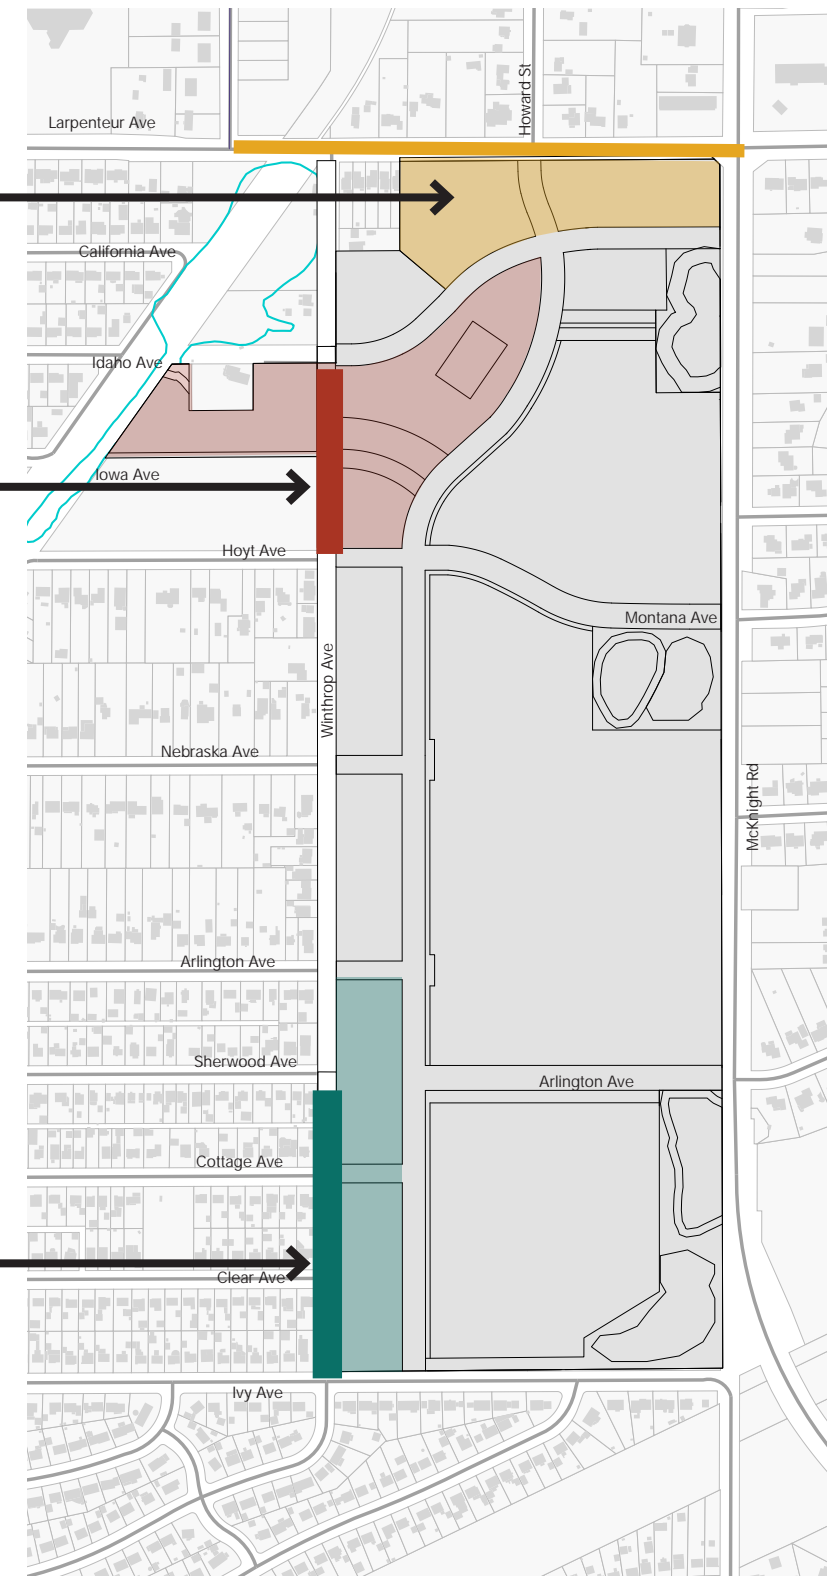 Howard St
Larpenteur Ave
California Ave
Idaho Ave
Iowa Ave
Hoyt Ave
Montana Ave
Winthrop Ave
Nebraska Ave
McKnight Rd
Arlington Ave
Sherwood Ave
Arlington Ave
Cottage Ave
Clear Ave
Ivy Ave